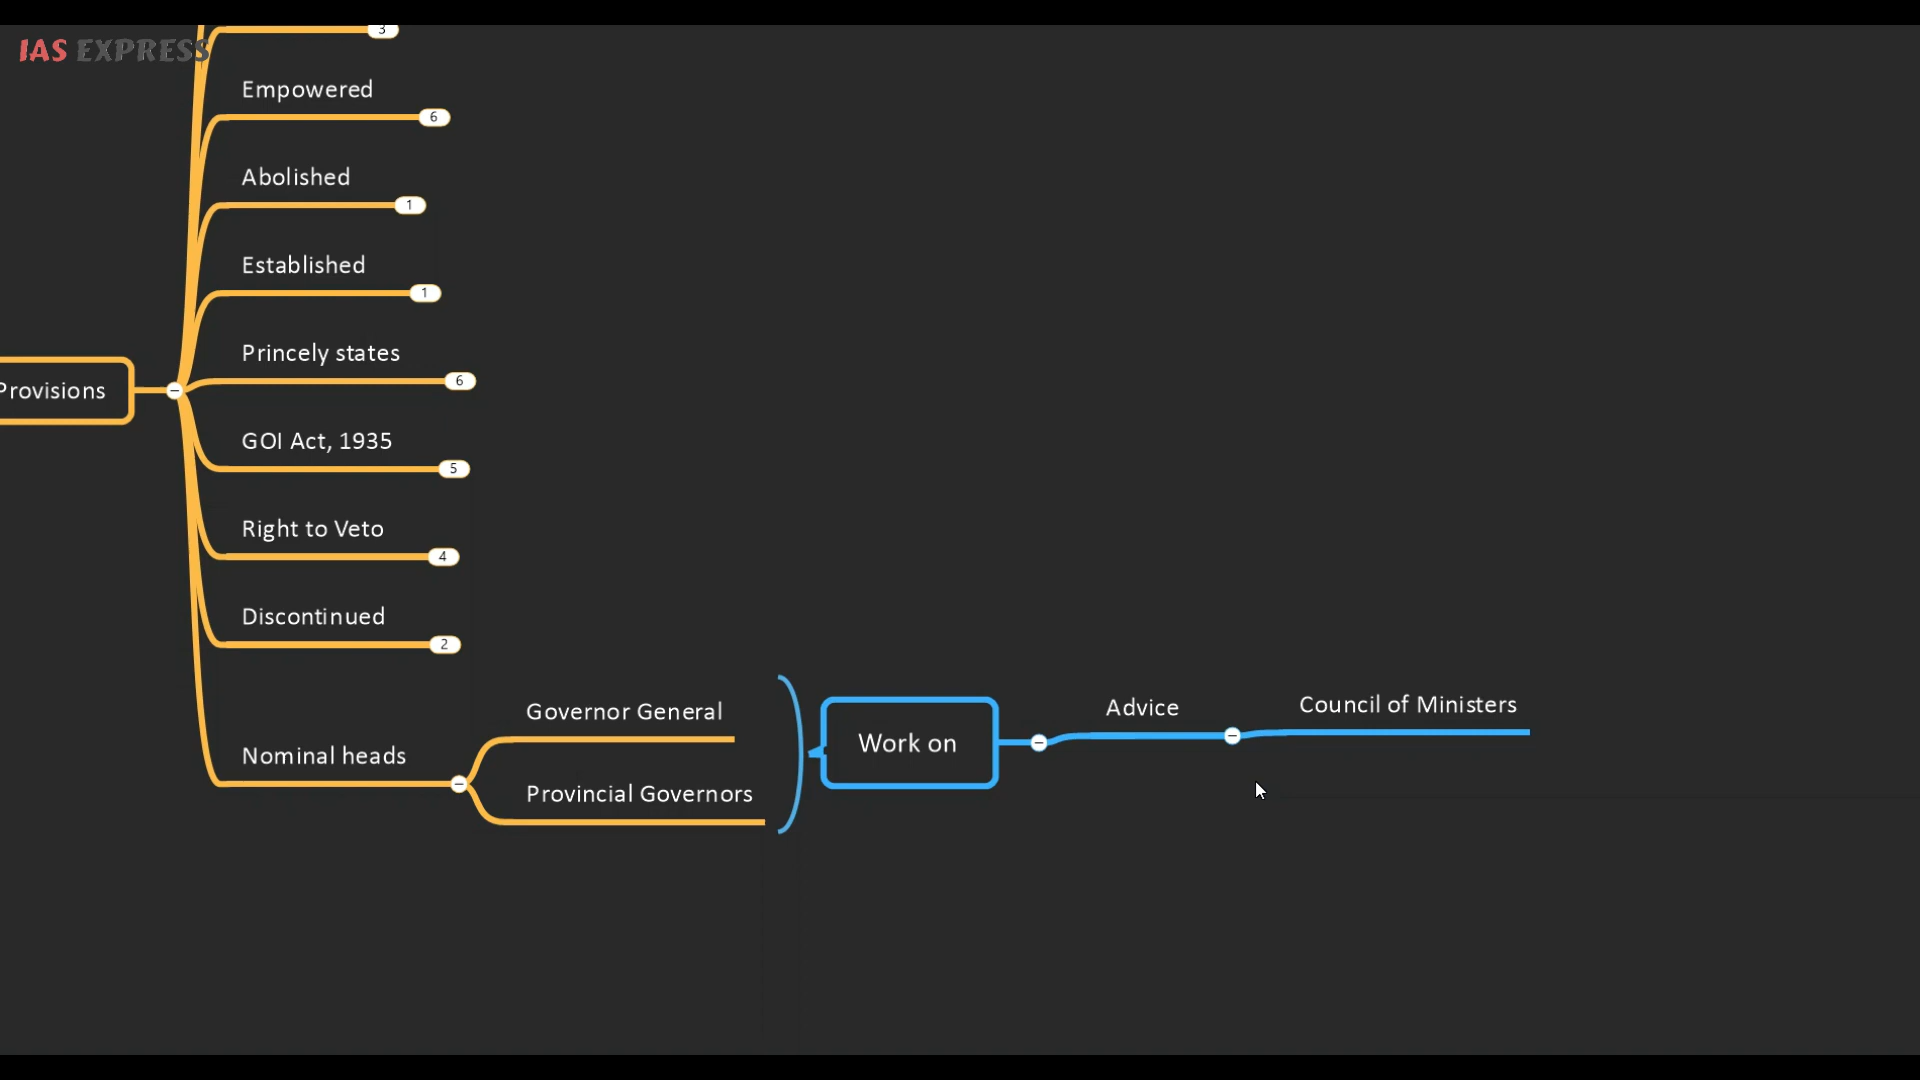 3
IAS EXPRESS
Empowered
6
Abolished
1
Established
1
Princely states
6
Provisions
GOI Act, 1935
5
Right to Veto
4
Discontinued
2
Governor General
Nominal heads
Provincial Governors
Work on
Advice
Council of Ministers